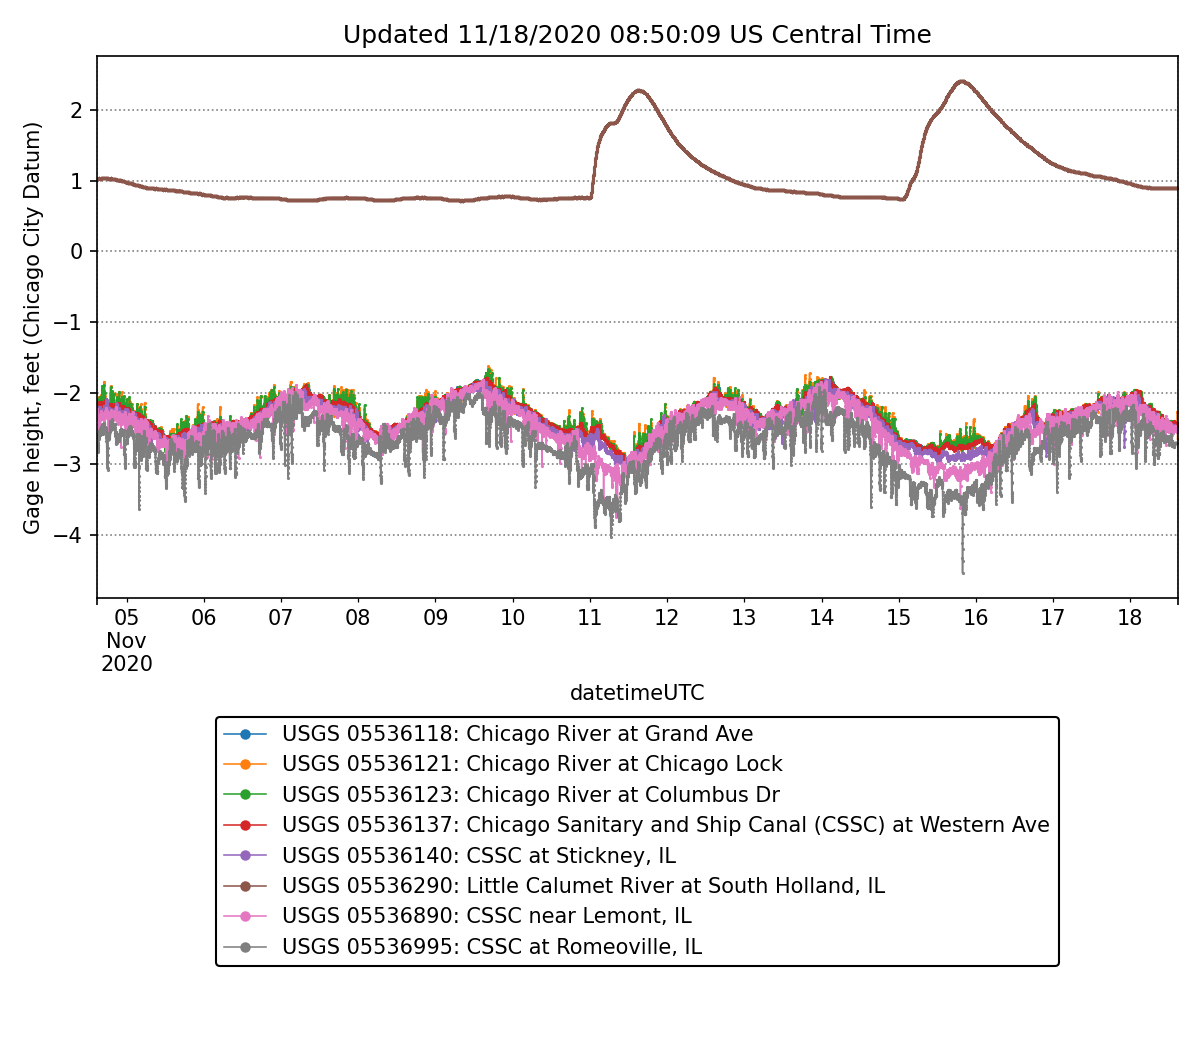 Updated 11/18/2020 08:50:09 US Central Time
Gage height, feet (Chicago City Datum)
2
1
0
−1
−2
−3
−4
05 06 07 08 09 10 11 12 13 14 15 16 17 18
Nov
2020
datetimeUTC
USGS 05536118: Chicago River at Grand Ave
USGS 05536121: Chicago River at Chicago Lock
USGS 05536123: Chicago River at Columbus Dr
USGS 05536137: Chicago Sanitary and Ship Canal (CSSC) at Western Ave
USGS 05536140: CSSC at Stickney, IL
USGS 05536290: Little Calumet River at South Holland, IL
USGS 05536890: CSSC near Lemont, IL
USGS 05536995: CSSC at Romeoville, IL